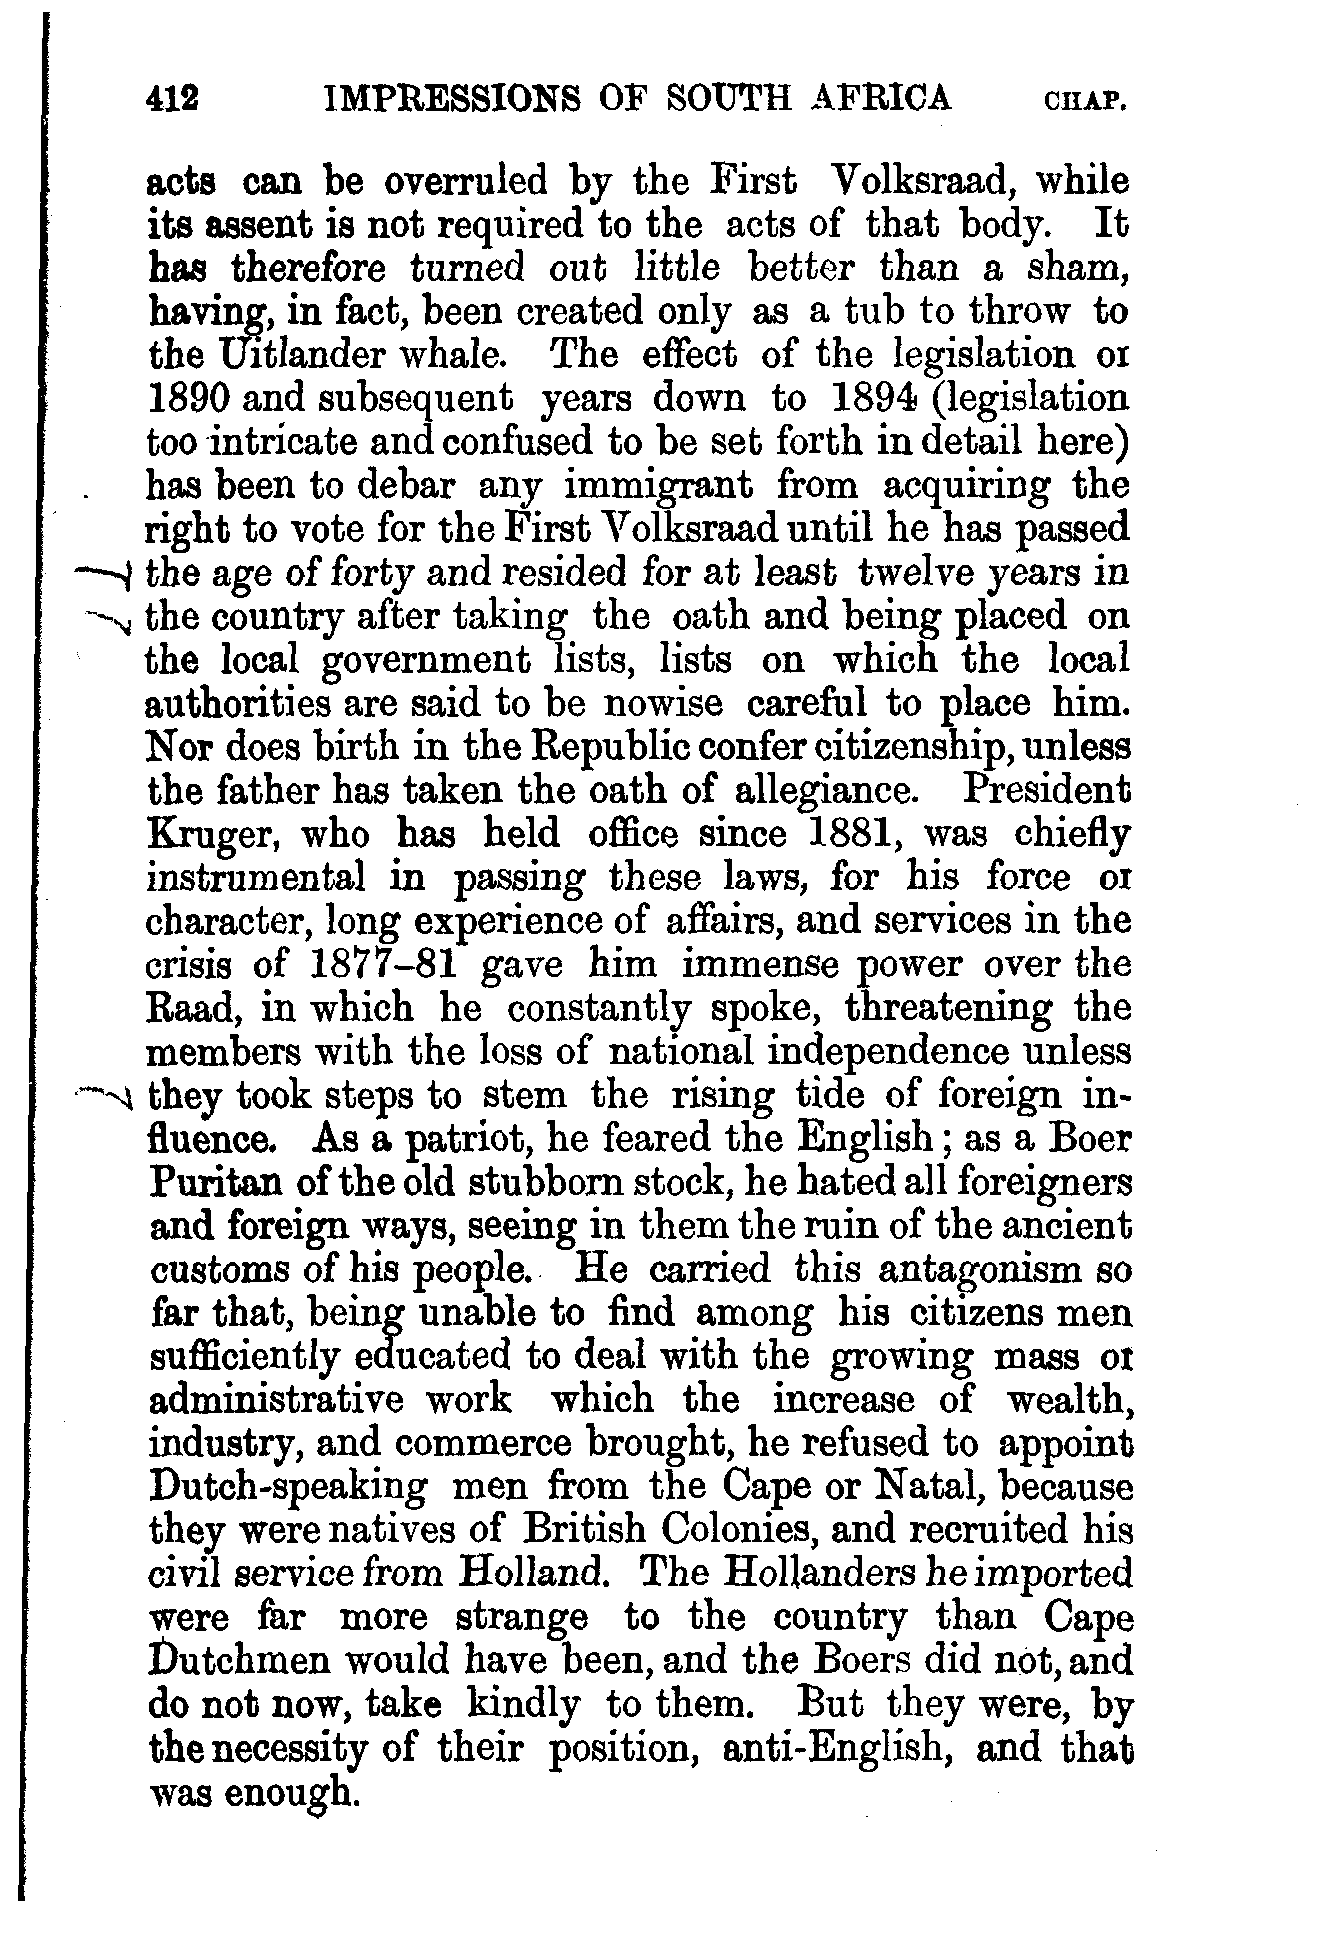 412 IMPRESSIONS OF SOUTH AFRICA CHAP.
acts can be overruled by the First Volksraad, while
its assent is not required to the acts of that body. It
has therefore turned out little better than a sham,
having, in fact, been created only as a tub to throw to
the Uitlander whale. The effect of the legislation of
1890 and subsequent years down to 1894 (legislation
too intricate and confused to be set forth in detail here)
has been to debar any immigrant from acquiring the
right to vote for the First Volksraad until he has passed
the age of forty and resided for at least twelve years in
the country after taking the oath and being placed on
the local government lists, lists on which the local
authorities are said to be nowise careful to place him.
Nor does birth in the Republic confer citizenship, unless
the father has taken the oath of allegiance. President
Kruger, who has held office since 1881, was chiefly
instrumental in passing these laws, for his force of
character, long experience of affairs, and services in the
crisis of 1877–81 gave him immense power over the
Raad, in which he constantly spoke, threatening the
members with the loss of national independence unless
they took steps to stem the rising tide of foreign in-
fluence. As a patriot, he feared the English; as a Boer
Puritan of the old stubborn stock, he hated all foreigners
and foreign ways, seeing in them the ruin of the ancient
customs of his people. He carried this antagonism so
far that, being unable to find among his citizens men
sufficiently educated to deal with the growing mass of
administrative work which the increase of wealth,
industry, and commerce brought, he refused to appoint
Dutch-speaking men from the Cape or Natal, because
they were natives of British Colonies, and recruited his
civil service from Holland. The Hollanders he imported
were far more strange to the country than Cape
Dutchmen would have been, and the Boers did not, and
do not now, take kindly to them. But they were, by
the necessity of their position, anti-English, and that
was enough.